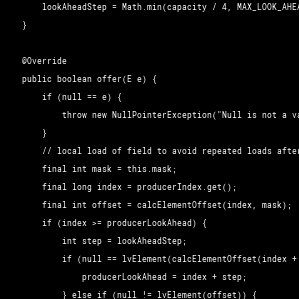 lookAheadStep = Math.min(capacity / 4, MAX_LOOK_AHEA
}
@Override
public boolean offer(E e) {
if (null == e) {
throw new NullPointerException("Null is not a va
}
// local load of field to avoid repeated loads after
final int mask = this.mask;
final long index = producerIndex.get();
final int offset = calcElementOffset(index, mask);
if (index >= producerLookAhead) {
int step = lookAheadStep;
if (null == lvElement(calcElementOffset(index +
producerLookAhead = index + step;
} else if (null != lvElement(offset)) {